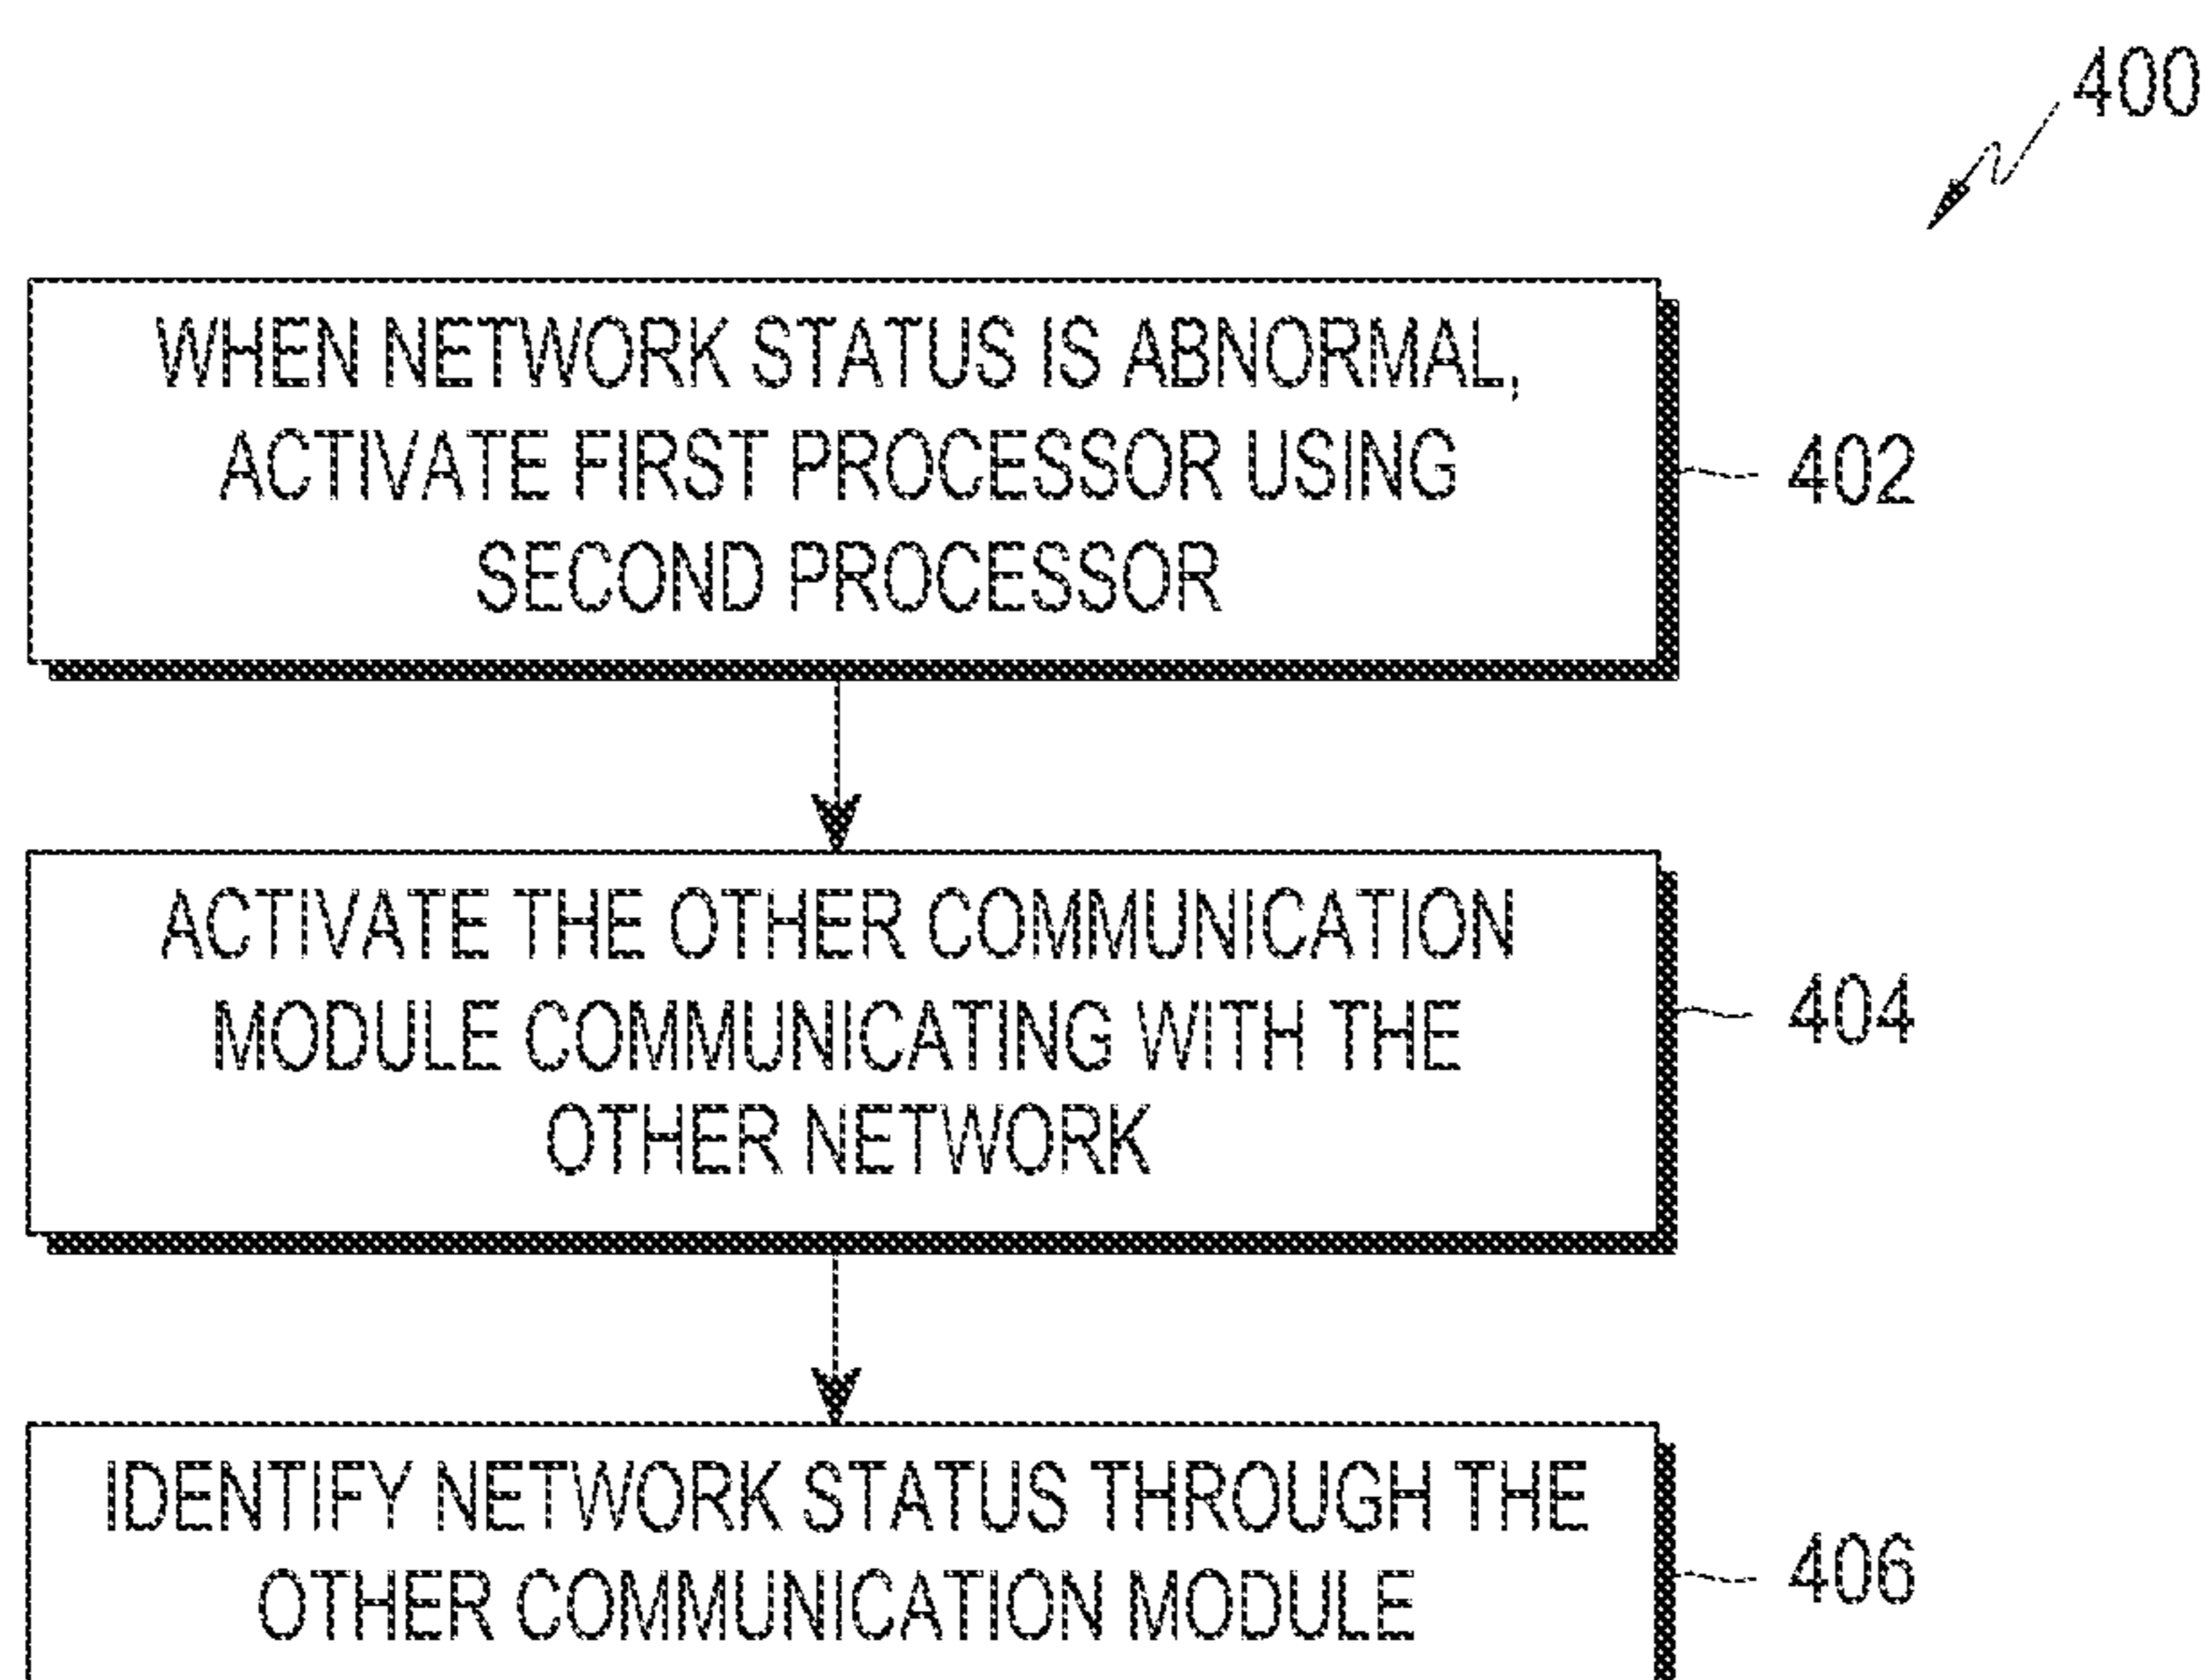 400
WHEN NETWORK STATUS IS ABNORMAL,
ACTIVATE FIRST PROCESSOR USING
SECOND PROCESSOR
402
ACTIVATE THE OTHER COMMUNICATION
MODULE COMMUNICATING WITH THE
OTHER NETWORK
404
IDENTIFY NETWORK STATUS THROUGH THE
OTHER COMMUNICATION MODULE
406